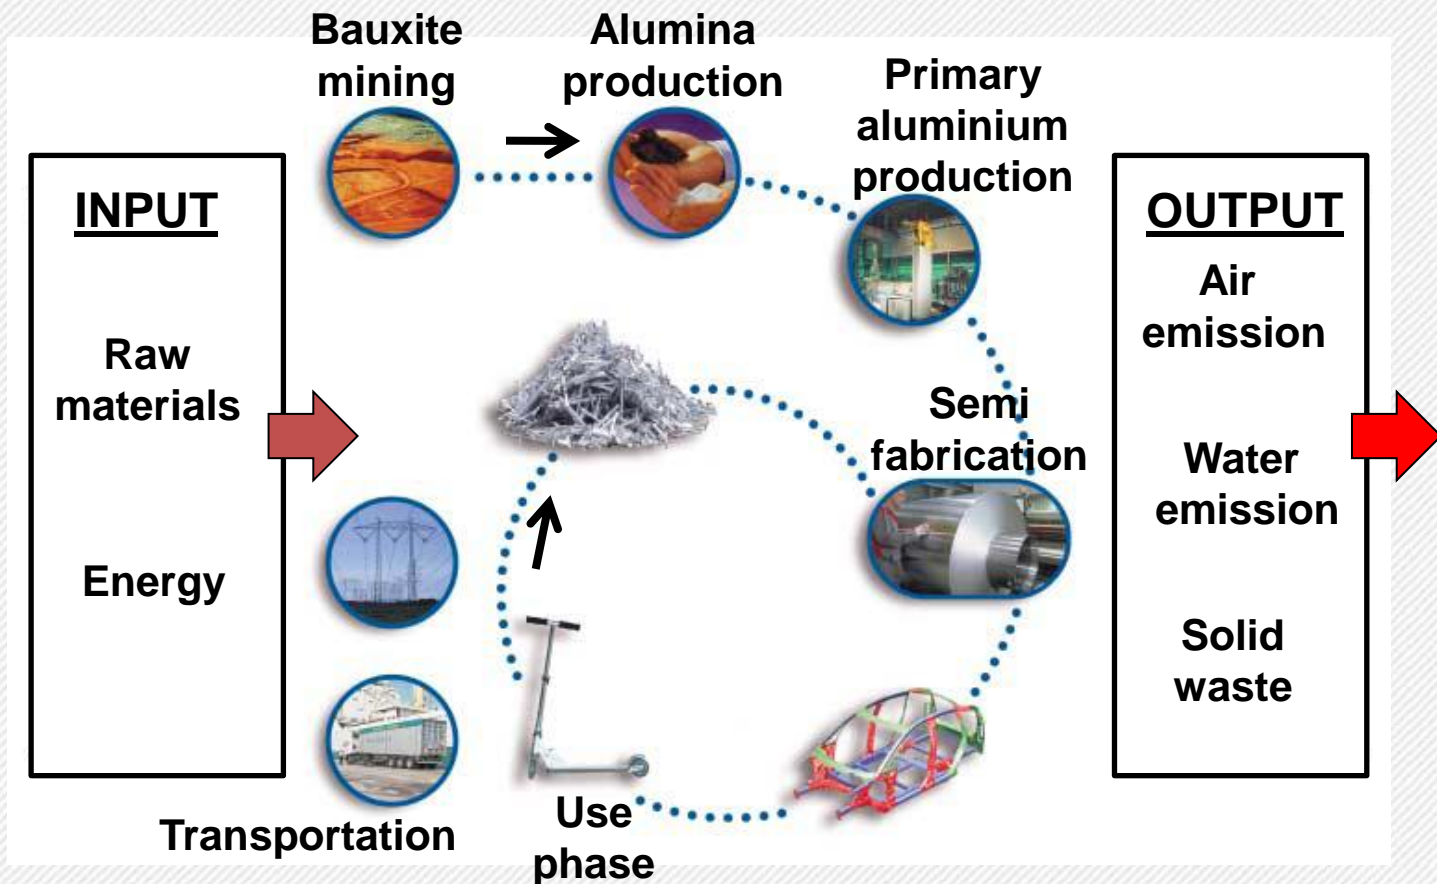 Bauxite
mining
Alumina
production
Primary
aluminium
production
INPUT
Raw
materials
Energy
Semi
fabrication
Transportation
Use
phase
OUTPUT
Air
emission
Water
emission
Solid
waste